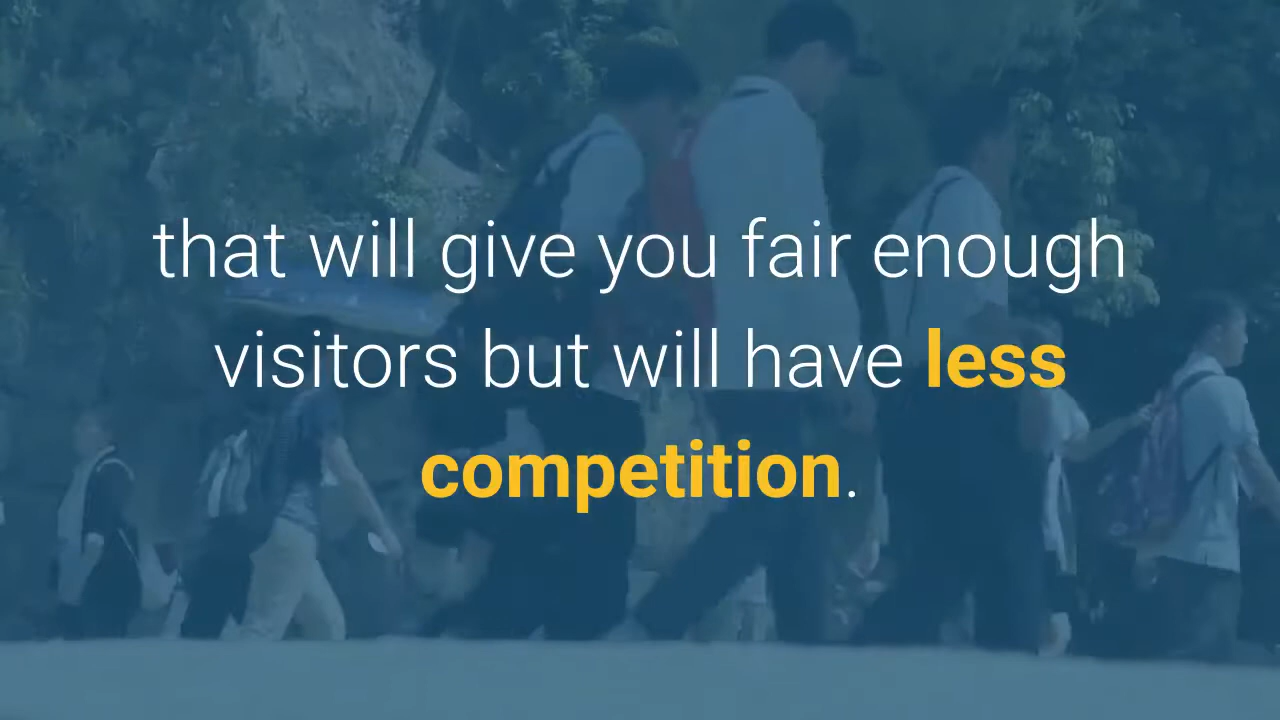 that will give you fair enough
visitors but will have less
competition.